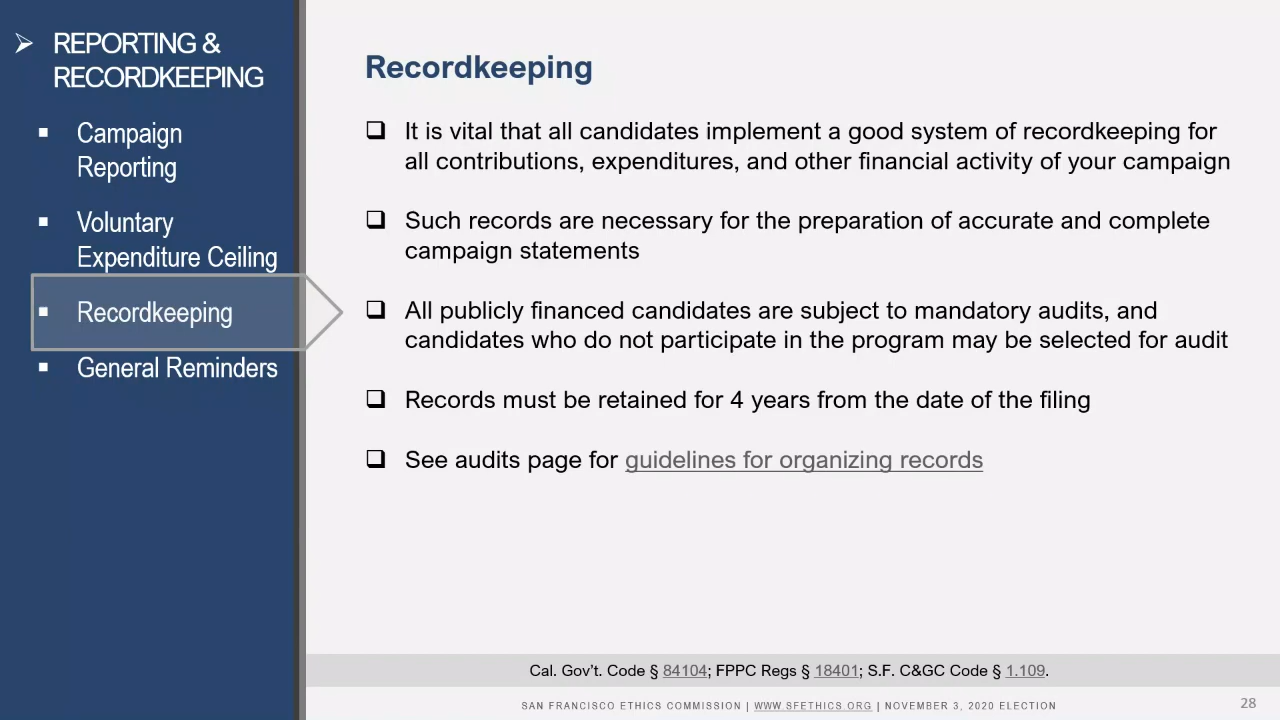 ➢ REPORTING &
RECORDKEEPING
▪ Campaign
Reporting
▪ Voluntary
Expenditure Ceiling
▪ Recordkeeping
▪ General Reminders
Recordkeeping
❑ It is vital that all candidates implement a good system of recordkeeping for
all contributions, expenditures, and other financial activity of your campaign
❑ Such records are necessary for the preparation of accurate and complete
campaign statements
❑ All publicly financed candidates are subject to mandatory audits, and
candidates who do not participate in the program may be selected for audit
❑ Records must be retained for 4 years from the date of the filing
❑ See audits page for guidelines for organizing records
Cal. Gov't. Code § 84104; FPPC Regs § 18401; S.F. C&GC Code § 1.109.
SAN FRANCISCO ETHICS COMMISSION | WWW.SFETHICS.ORG | NOVEMBER 3, 2020 ELECTION
28